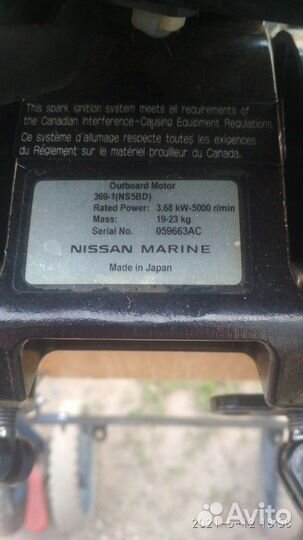 This spark ignition system meets all requirements of
the Canadian Interference-Causing Equipment Regulations.
Ce système d'allumage respecte toutes les exigences
du Réglement sur le matériel brouilleur du Canada.
Outboard Motor
369-1(NS5BD)
Rated Power: 3.68 kW-5000 r/min
Mass: 19-23 kg
Serial No. 059663AC
NISSAN MARINE
Made in Japan
Avito